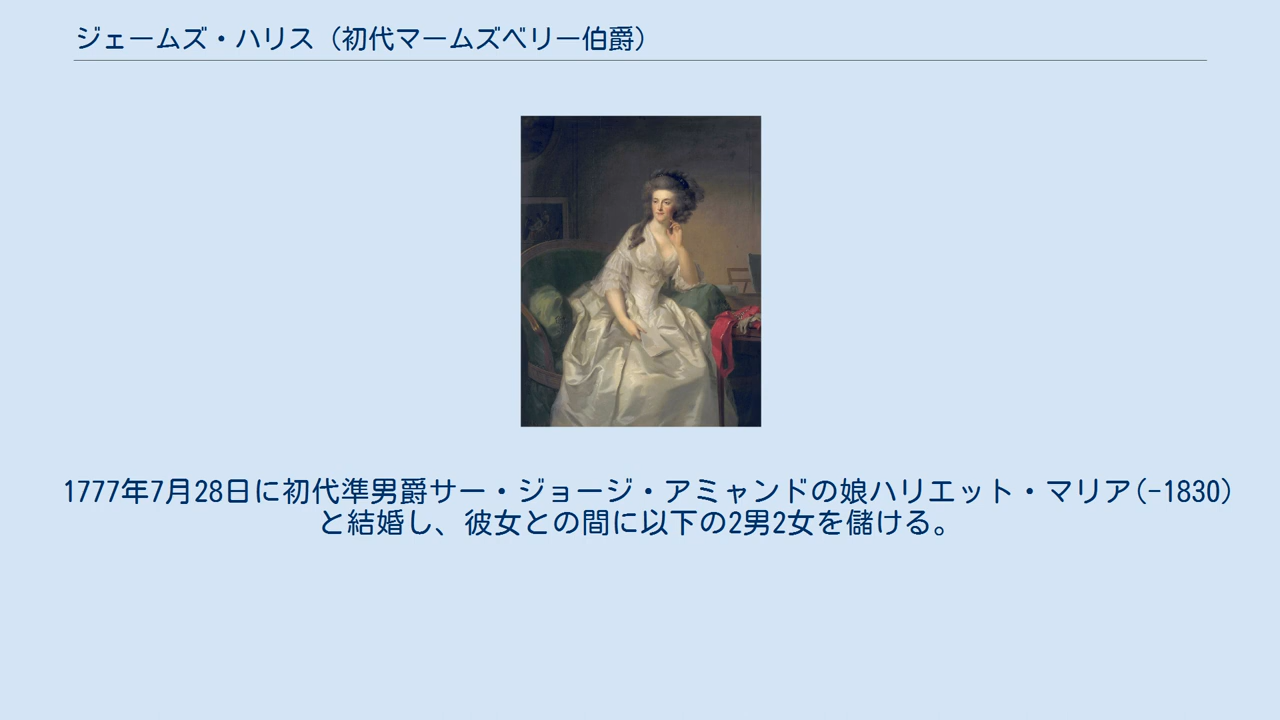 ジェームズ・ハリス（初代マームズベリー伯爵）
1777年7月28日に初代準男爵サー・ジョージ・アミャンドの娘ハリエット・マリア(-1830)
と結婚し、彼女との間に以下の2男2女を儲ける。